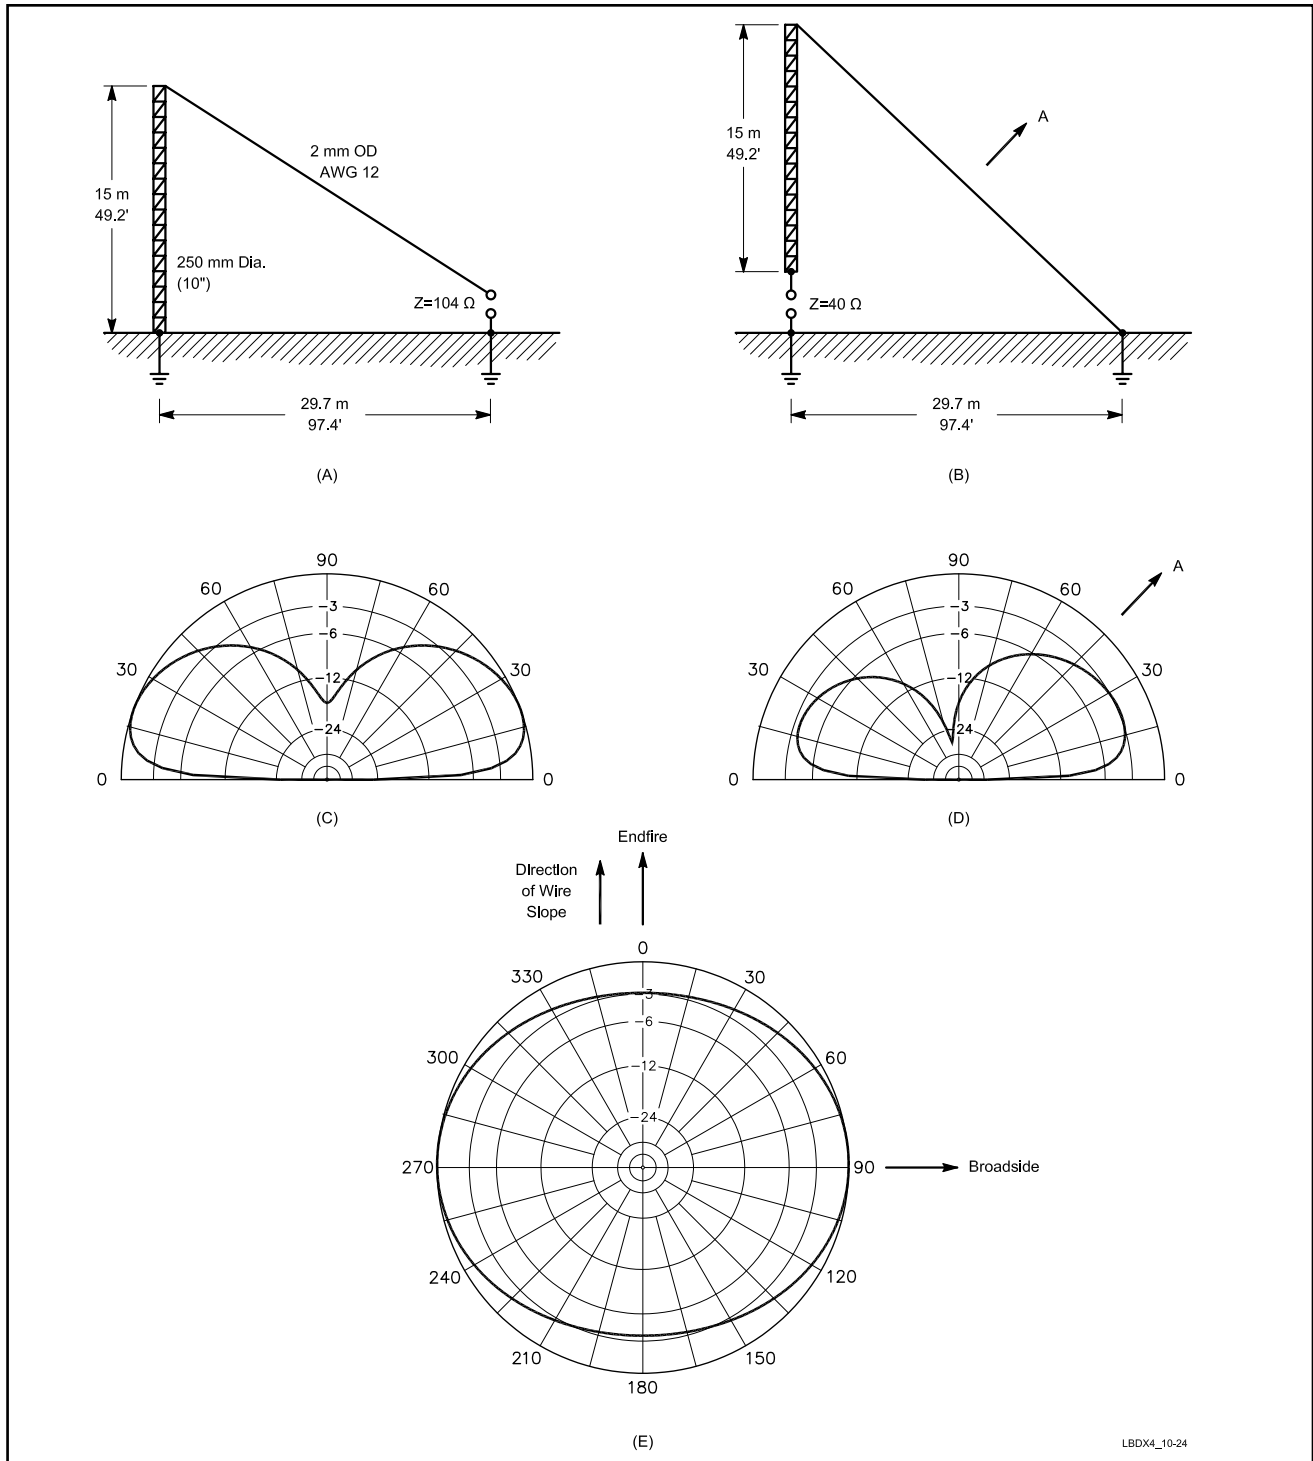 15 m
49.2'
2 mm OD
AWG 12
250 mm Dia.
(10")
Z=104 Ω
29.7 m
97.4'
(A)
15 m
49.2'
A
Z=40 Ω
29.7 m
97.4'
(B)
90
60
60
30
30
0
0
-3
-6
-12
-24
(C)
90
60
60
30
30
0
0
-3
-6
-12
24
A
(D)
Endfire
Direction
of Wire
Slope
0
30
60
90
120
150
180
210
240
270
300
330
-3
-6
-12
-24
Broadside
(E)
LBDX4_10-24